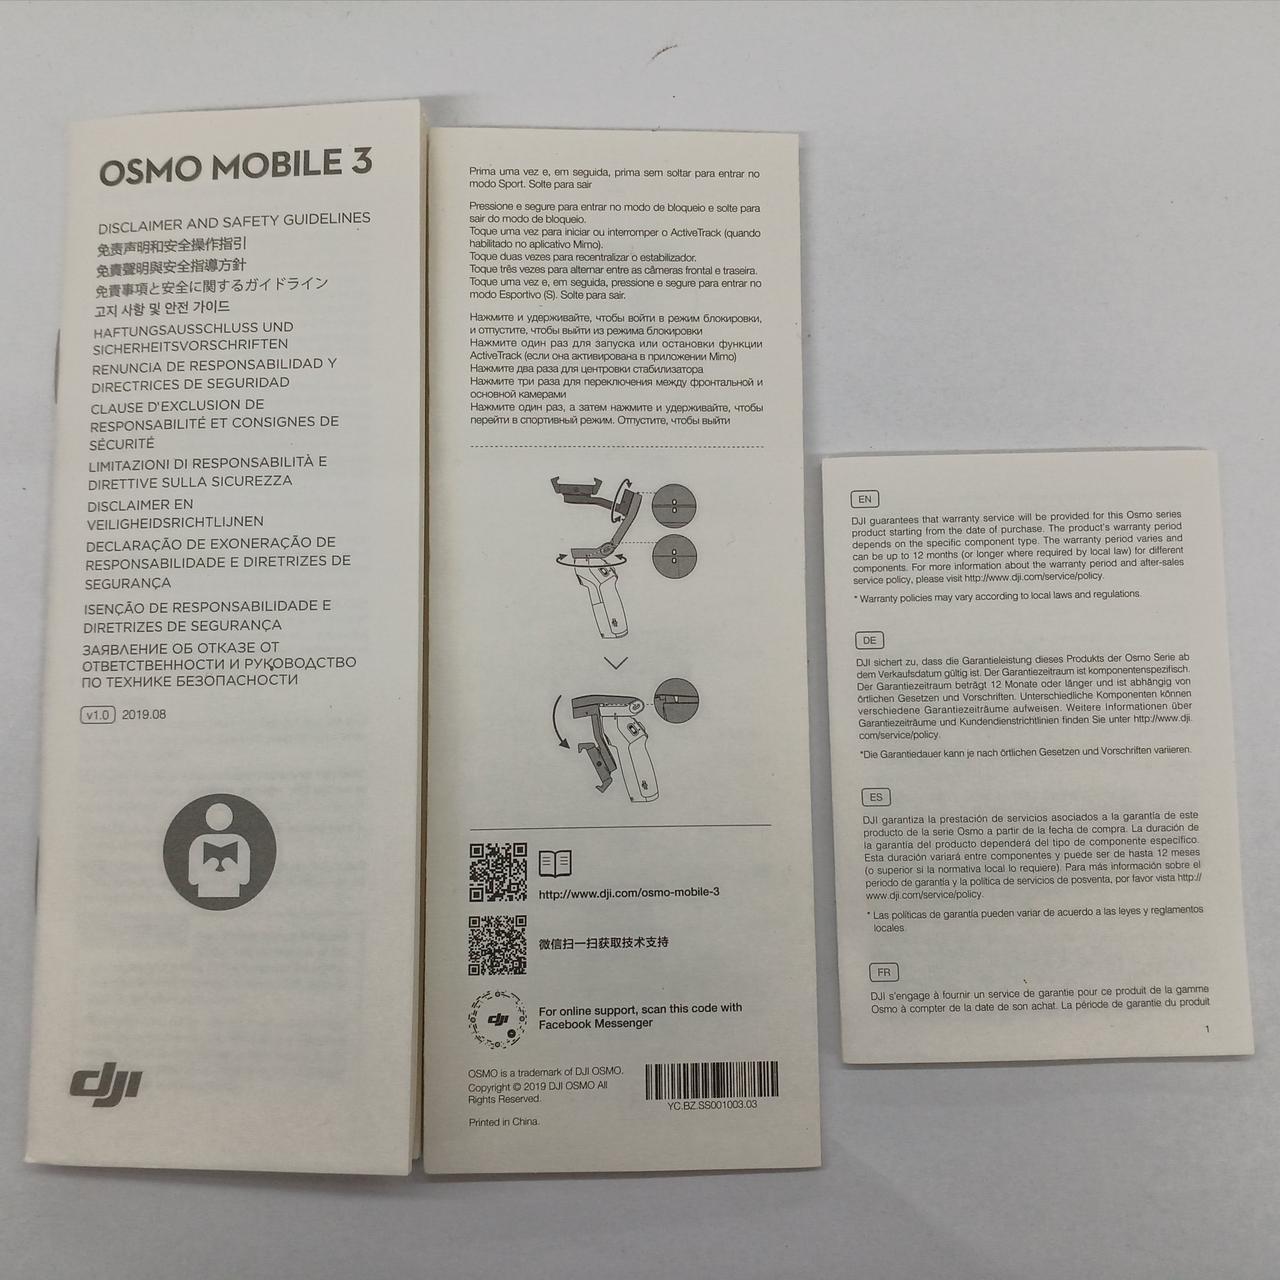 OSMO MOBILE 3
DISCLAIMER AND SAFETY GUIDELINES
免责声明和安全操作指引
免責聲明與安全指導方針
免責事項と安全に関するガイドライン
고지 사항 및 안전 가이드
HAFTUNGSAUSSCHLUSS UND
SICHERHEITSVORSCHRIFTEN
RENUNCIA DE RESPONSABILIDAD Y
DIRECTRICES DE SEGURIDAD
CLAUSE D'EXCLUSION DE
RESPONSABILITÉ ET CONSIGNES DE
SÉCURITÉ
LIMITAZIONI DI RESPONSABILITÀ E
DIRETTIVE SULLA SICUREZZA
DISCLAIMER EN
VEILIGHEIDSRICHTLIJNEN
DECLARAÇÃO DE EXONERAÇÃO DE
RESPONSABILIDADE E DIRETRIZES DE
SEGURANÇA
ISENÇÃO DE RESPONSABILIDADE E
DIRETRIZES DE SEGURANÇA
ЗАЯВЛЕНИЕ ОБ ОТКАЗЕ ОТ
ОТВЕТСТВЕННОСТИ И РУКОВОДСТВО
ПО ТЕХНИКЕ БЕЗОПАСНОСТИ
v1.0 2019.08
dji
Prima uma vez e, em seguida, prima sem soltar para entrar no
modo Sport. Solte para sair
Pressione e segure para entrar no modo de bloqueio e solte para
sair do modo de bloqueio.
Toque uma vez para iniciar ou interromper o ActiveTrack (quando
habilitado no aplicativo Mimo).
Toque duas vezes para recentralizar o estabilizador.
Toque três vezes para alternar entre as câmeras frontal e traseira.
Toque uma vez e, em seguida, pressione e segure para entrar no
modo Esportivo (S). Solte para sair.
Нажмите и удерживайте, чтобы войти в режим блокировки,
и отпустите, чтобы выйти из режима блокировки
Нажмите один раз для запуска или остановки функции
ActiveTrack (если она активирована в приложении Mimo)
Нажмите два раза для центровки стабилизатора
Нажмите три раза для переключения между фронтальной и
основной камерами
Нажмите один раз, а затем нажмите и удерживайте, чтобы
перейти в спортивный режим. Отпустите, чтобы выйти
http://www.dji.com/osmo-mobile-3
微信扫一扫获取技术支持
dji
For online support, scan this code with
Facebook Messenger
OSMO is a trademark of DJI OSMO.
Copyright © 2019 DJI OSMO All
Rights Reserved.
Printed in China.
YC.BZ.SS001003.03
EN
DJI guarantees that warranty service will be provided for this Osmo series
product starting from the date of purchase. The product's warranty period
depends on the specific component type. The warranty period varies and
can be up to 12 months (or longer where required by local law) for different
components. For more information about the warranty period and after-sales
service policy, please visit http://www.dji.com/service/policy.
* Warranty policies may vary according to local laws and regulations.
DE
DJI sichert zu, dass die Garantieleistung dieses Produkts der Osmo Serie ab
dem Verkaufsdatum gültig ist. Der Garantiezeitraum ist komponentenspezifisch.
Der Garantiezeitraum beträgt 12 Monate oder länger und ist abhängig von
örtlichen Gesetzen und Vorschriften. Unterschiedliche Komponenten können
verschiedene Garantiezeiträume aufweisen. Weitere Informationen über
Garantiezeiträume und Kundendienstrichtlinien finden Sie unter http://www.dji.
com/service/policy.
*Die Garantiedauer kann je nach örtlichen Gesetzen und Vorschriften variieren.
ES
DJI garantiza la prestación de servicios asociados a la garantía de este
producto de la serie Osmo a partir de la fecha de compra. La duración de
la garantía del producto dependerá del tipo de componente específico.
Esta duración variará entre componentes y puede ser de hasta 12 meses
(o superior si la normativa local lo requiere). Para más información sobre el
periodo de garantía y la política de servicios de posventa, por favor vista http://
www.dji.com/service/policy.
* Las políticas de garantía pueden variar de acuerdo a las leyes y reglamentos
locales.
FR
DJI s'engage à fournir un service de garantie pour ce produit de la gamme
Osmo à compter de la date de son achat. La période de garantie du produit
1